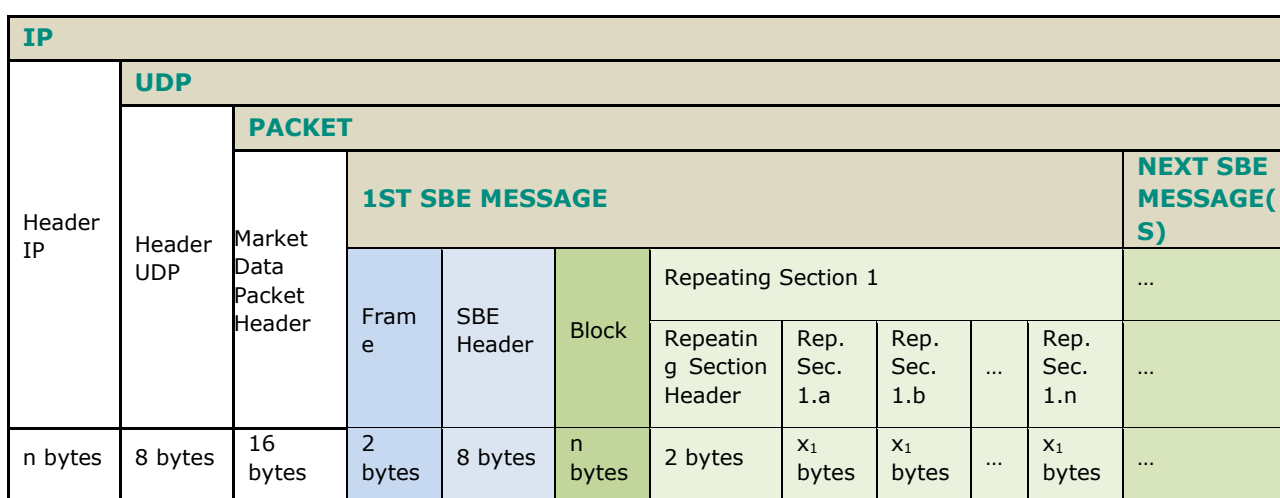 IP
UDP
PACKET
Header
IP
Header
UDP
Market
Data
Packet
Header
1ST SBE MESSAGE
NEXT SBE
MESSAGE(
S)
Fram
e
SBE
Header
Block
Repeating Section 1
…
Repeatin
g Section
Header
Rep.
Sec.
1.a
Rep.
Sec.
1.b
…
Rep.
Sec.
1.n
…
n bytes
8 bytes
16
bytes
2
bytes
8 bytes
n
bytes
2 bytes
x₁
bytes
x₁
bytes
…
x₁
bytes
…